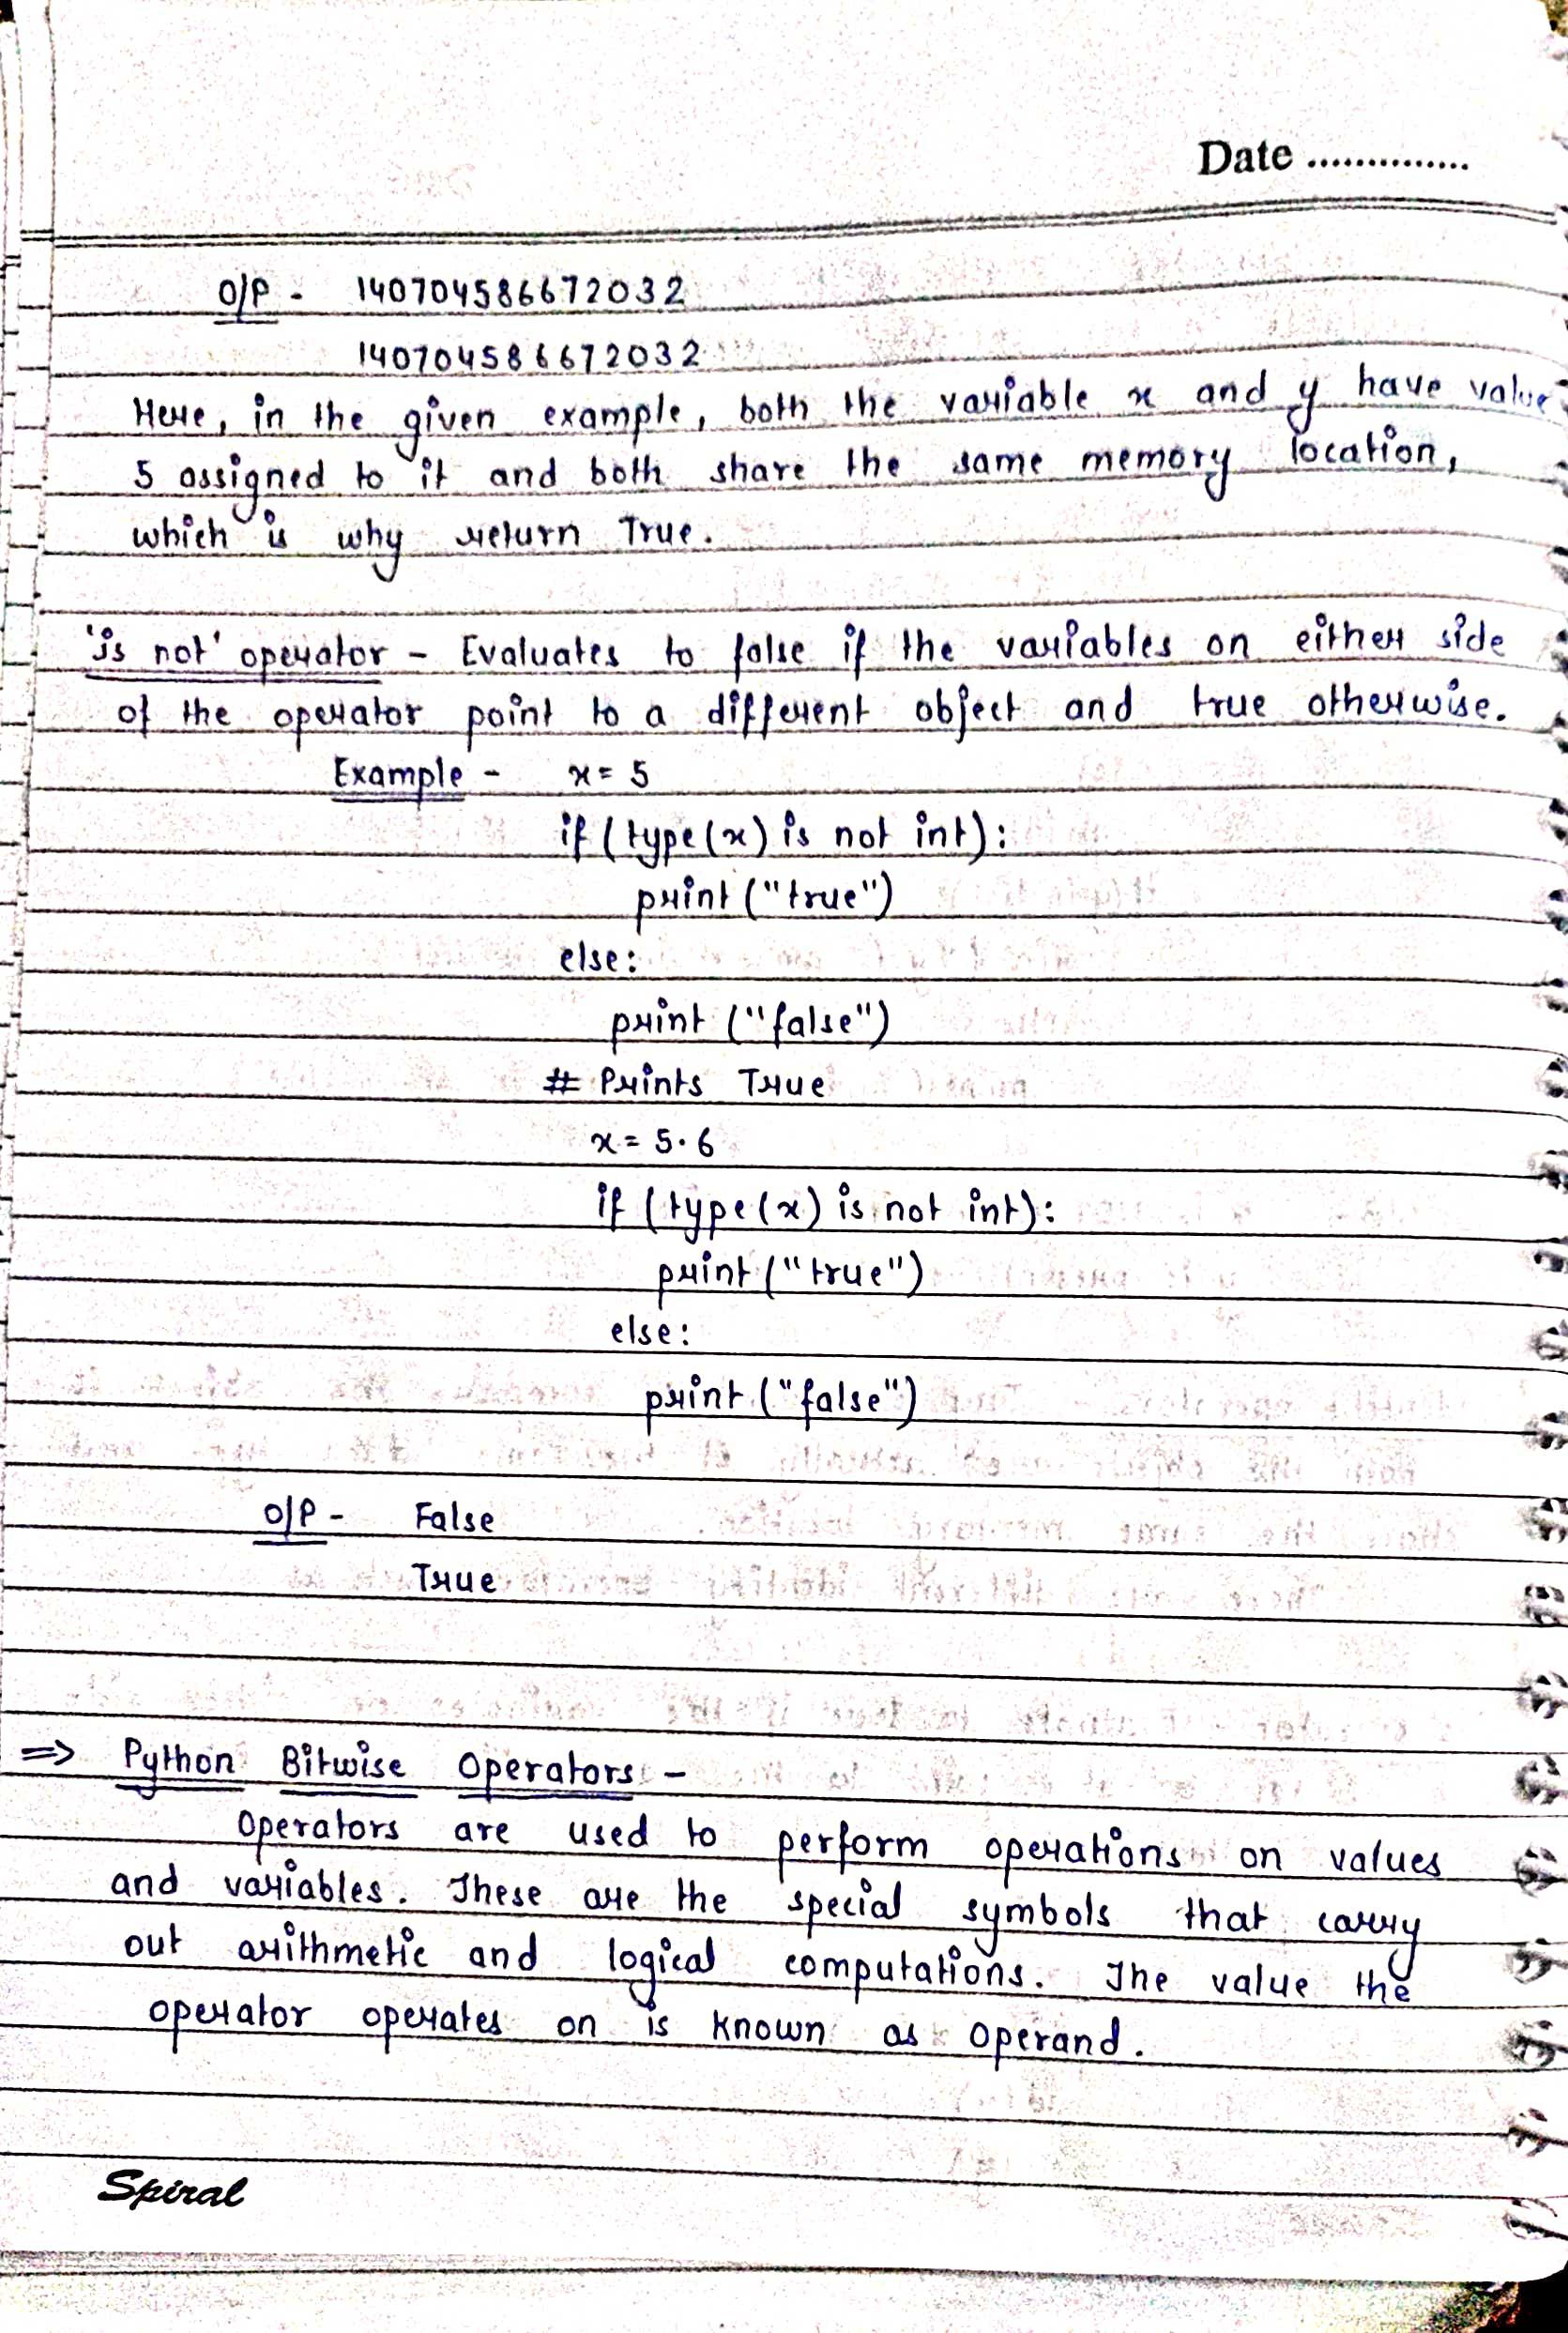 Date ..............
O/P - 140704586672032
140704586672032
Here, in the given example, both the variable x and y have value
5 assigned to it and both share the same memory location,
which is why return True.
'is not' operator - Evaluates to false if the variables on either side
of the operator point to a different object and true otherwise.
Example - x = 5
if (type(x) is not int):
print ("true")
else:
print ("false")
# Prints True
x = 5.6
if (type(x) is not int):
print ("true")
else:
print ("false")
O/P - False
True
=> Python Bitwise Operators -
Operators are used to perform operations on values
and variables. These are the special symbols that carry
out arithmetic and logical computations. The value the
operator operates on is known as Operand.
Spiral